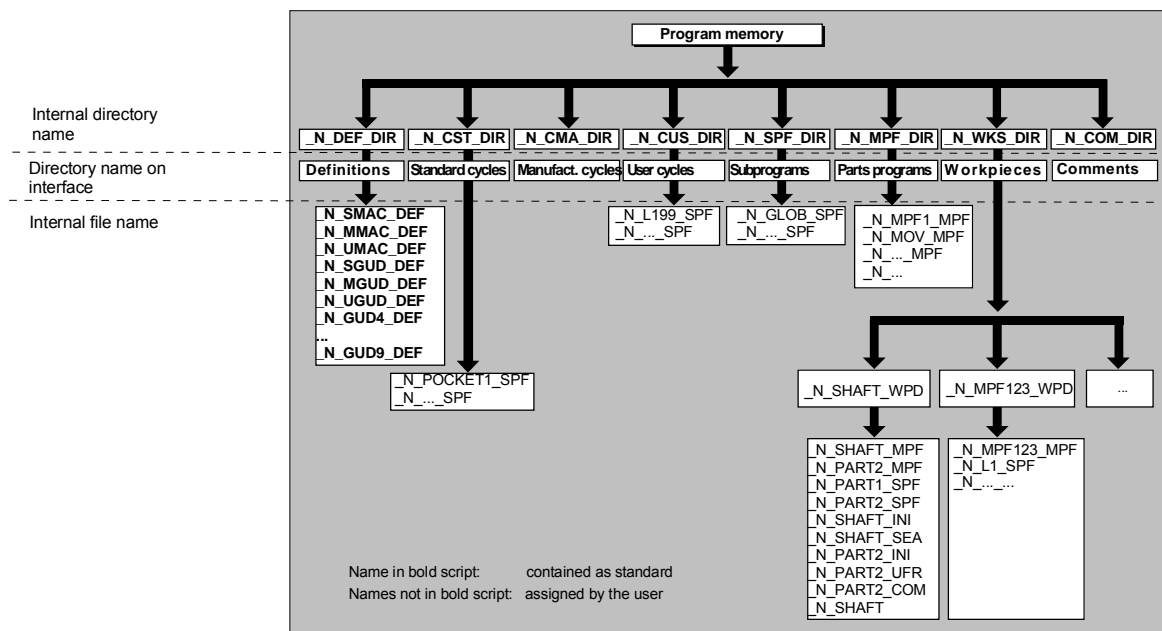 Program memory
Internal directory
name
_N_DEF_DIR
_N_CST_DIR
_N_CMA_DIR
_N_CUS_DIR
_N_SPF_DIR
_N_MPF_DIR
_N_WKS_DIR
_N_COM_DIR
Directory name on
interface
Definitions
Standard cycles
Manufact. cycles
User cycles
Subprograms
Parts programs
Workpieces
Comments
Internal file name
_N_SMAC_DEF
_N_MMAC_DEF
_N_UMAC_DEF
_N_SGUD_DEF
_N_MGUD_DEF
_N_UGUD_DEF
_N_GUD4_DEF
...
_N_GUD9_DEF
_N_POCKET1_SPF
_N_..._SPF
_N_L199_SPF
_N_..._SPF
_N_GLOB_SPF
_N_..._SPF
_N_MPF1_MPF
_N_MOV_MPF
_N_..._MPF
_N_...
_N_SHAFT_WPD
_N_MPF123_WPD
...
_N_SHAFT_MPF
_N_PART2_MPF
_N_PART1_SPF
_N_PART2_SPF
_N_SHAFT_INI
_N_SHAFT_SEA
_N_PART2_INI
_N_PART2_UFR
_N_PART2_COM
_N_SHAFT
_N_MPF123_MPF
_N_L1_SPF
_N_..._...
Name in bold script: contained as standard
Names not in bold script: assigned by the user